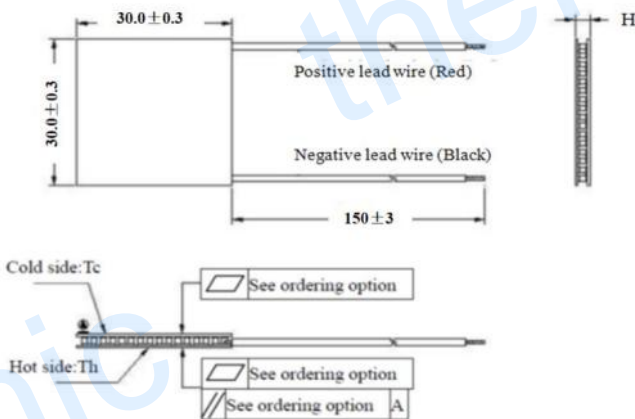 30.0±0.3
H
30.0±0.3
Positive lead wire (Red)
Negative lead wire (Black)
150±3
Cold side:Tc
See ordering option
Hot side:Th
See ordering option
See ordering option A